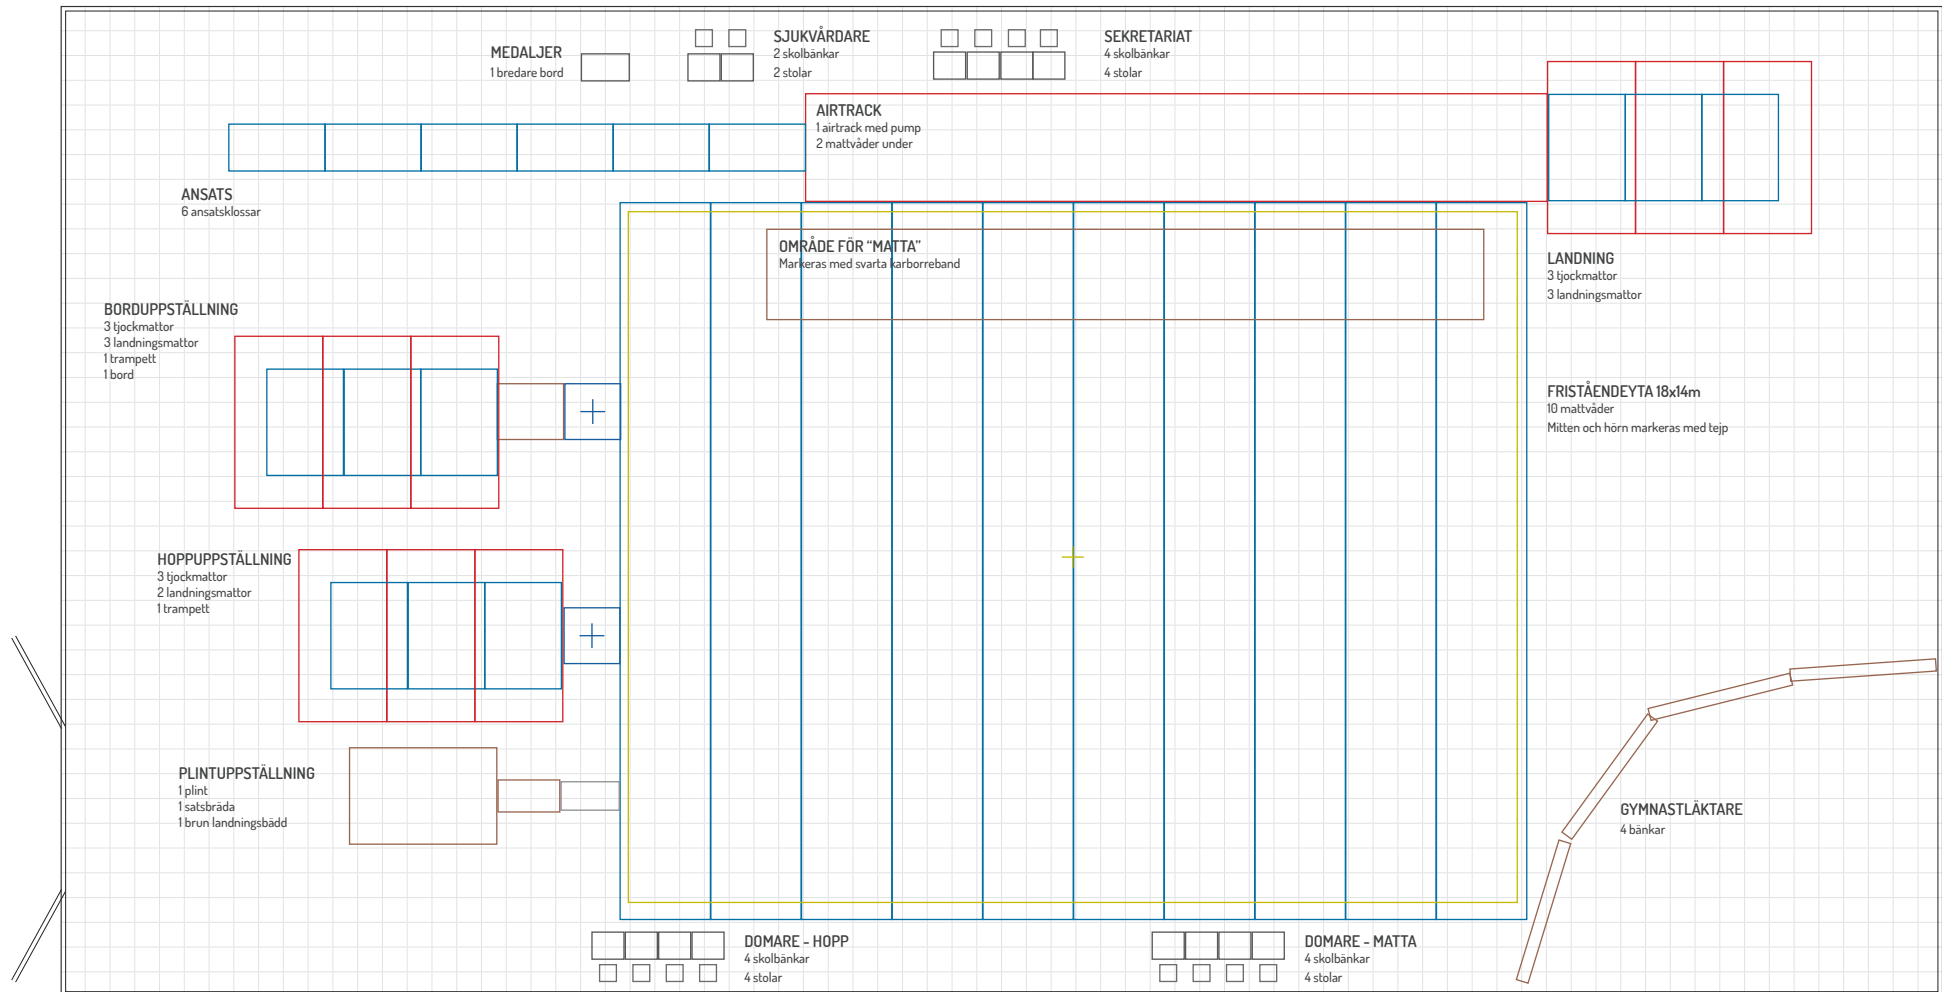 MEDALJER
1 bredare bord
SJUKVÅRDARE
2 skolbänkar
2 stolar
SEKRETARIAT
4 skolbänkar
4 stolar
AIRTRACK
1 airtrack med pump
2 mattvåder under
ANSATS
6 ansatsklossar
OMRÅDE FÖR “MATTA”
Markeras med svarta karborreband
LANDNING
3 tjockmattor
3 landningsmattor
BORDUPPSTÄLLNING
3 tjockmattor
3 landningsmattor
1 trampett
1 bord
FRISTÅENDEYTA 18x14m
10 mattvåder
Mitten och hörn markeras med tejp
HOPPUPPSTÄLLNING
3 tjockmattor
2 landningsmattor
1 trampett
PLINTUPPSTÄLLNING
1 plint
1 satsbräda
1 brun landningsbädd
GYMNASTLÄKTARE
4 bänkar
DOMARE - HOPP
4 skolbänkar
4 stolar
DOMARE - MATTA
4 skolbänkar
4 stolar